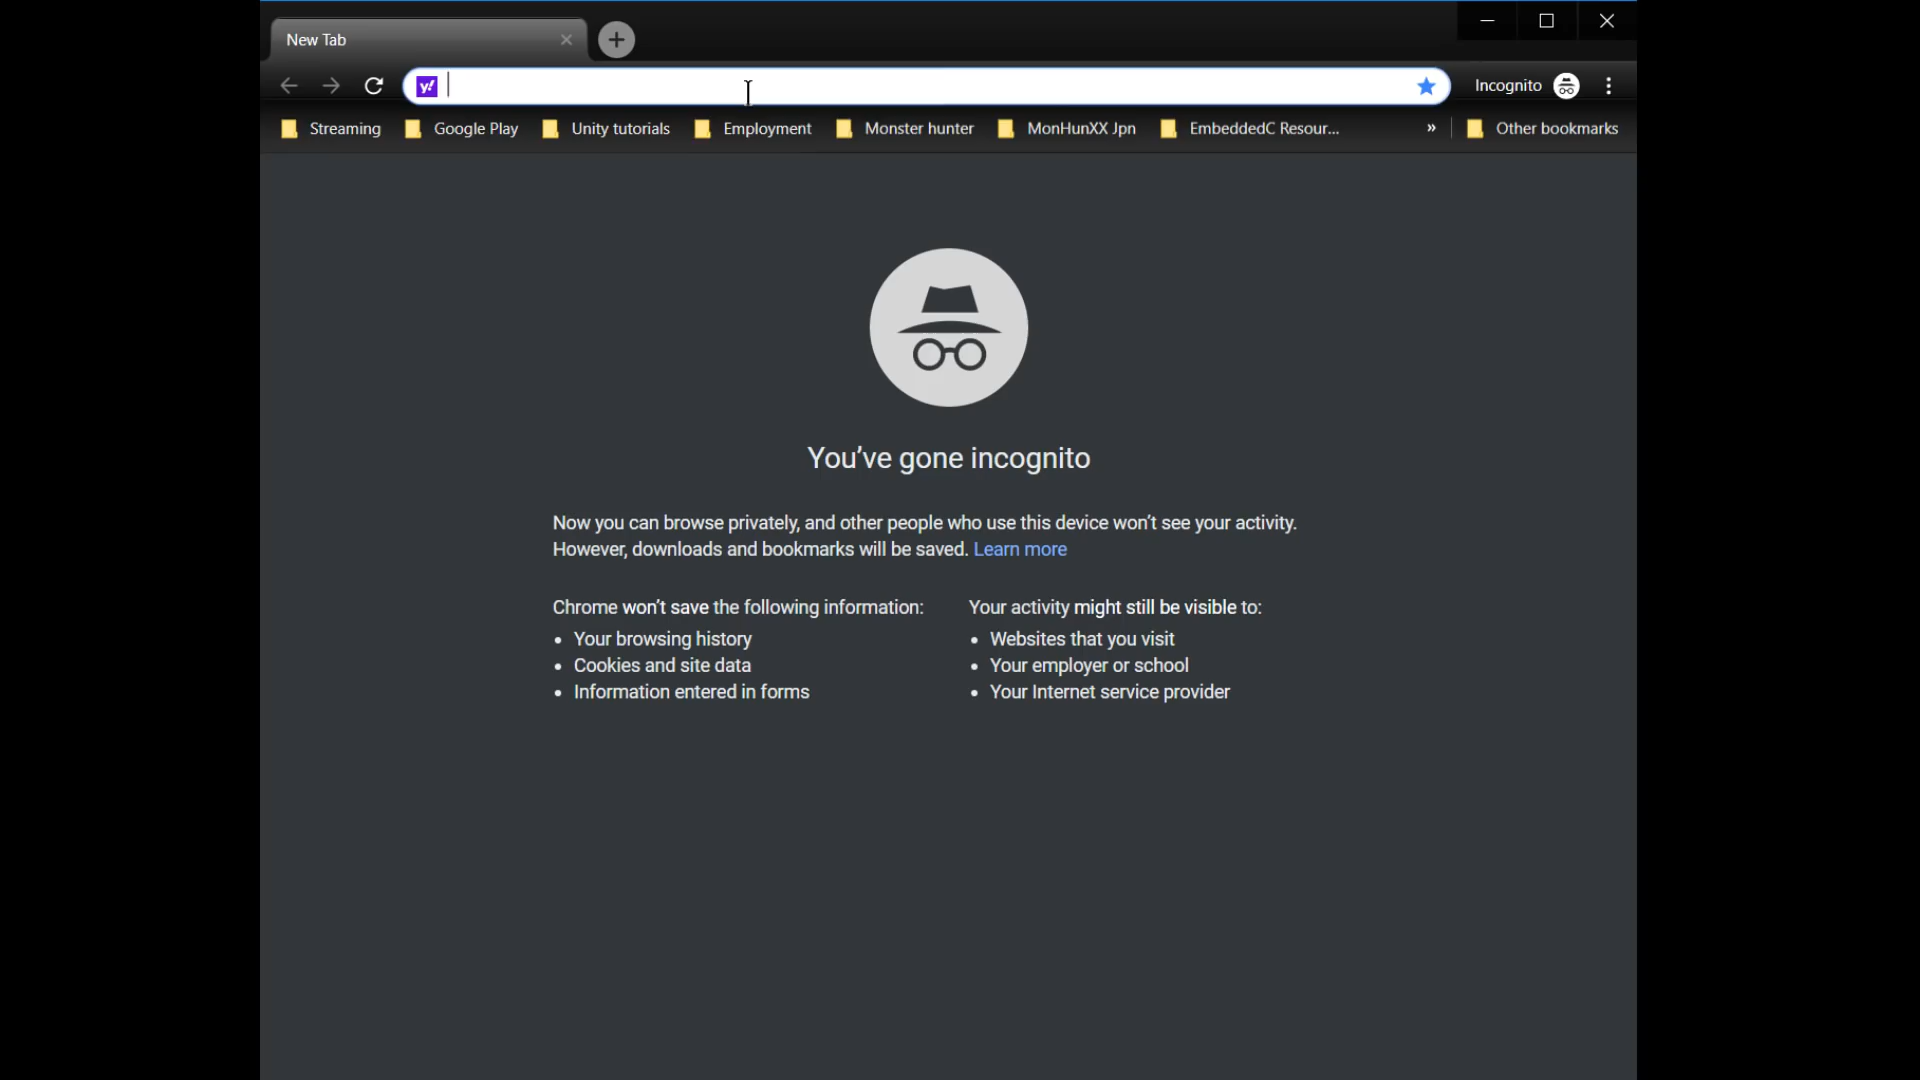 New Tab
y!
Incognito
Streaming Google Play Unity tutorials Employment Monster hunter MonHunXX Jpn EmbeddedC Resour... » Other bookmarks
You've gone incognito
Now you can browse privately, and other people who use this device won't see your activity.
However, downloads and bookmarks will be saved. Learn more
Chrome won't save the following information:
Your browsing history
Cookies and site data
Information entered in forms
Your activity might still be visible to:
Websites that you visit
Your employer or school
Your Internet service provider